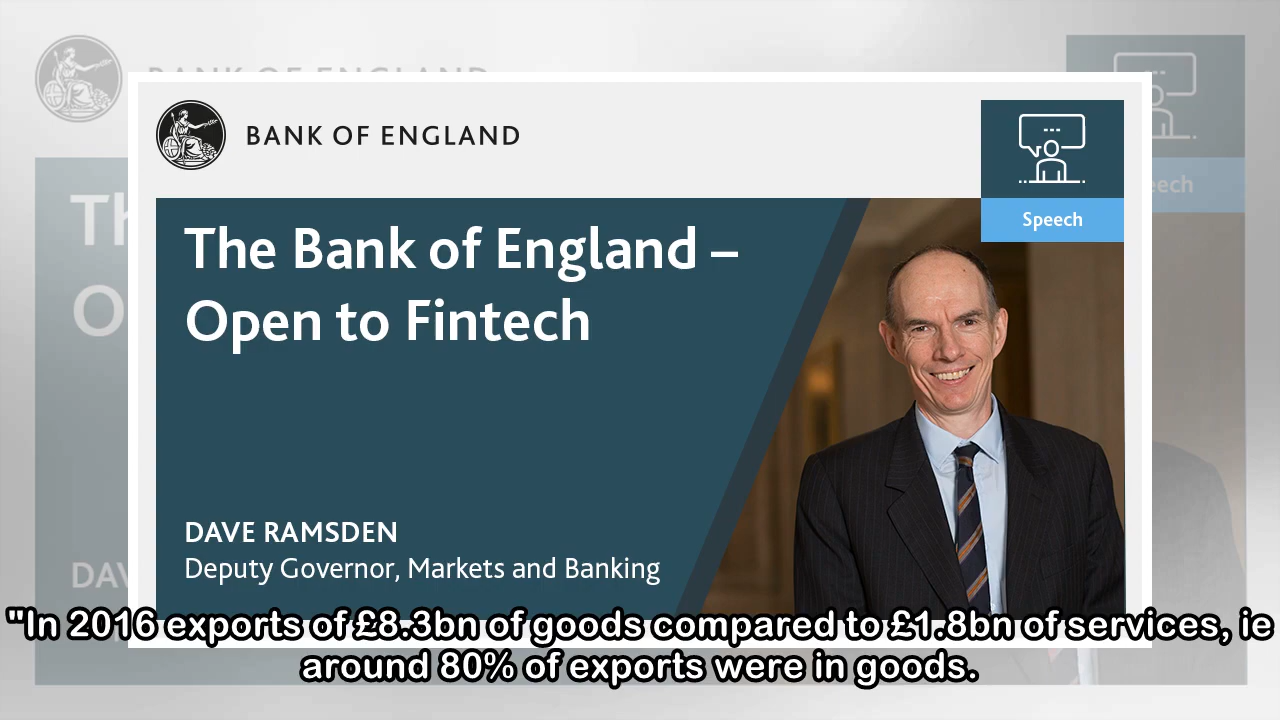 BANK OF ENGLAND
Speech
The Bank of England –
Open to Fintech
DAVE RAMSDEN
Deputy Governor, Markets and Banking
"In 2016 exports of £8.3bn of goods compared to £1.8bn of services, ie
around 80% of exports were in goods.